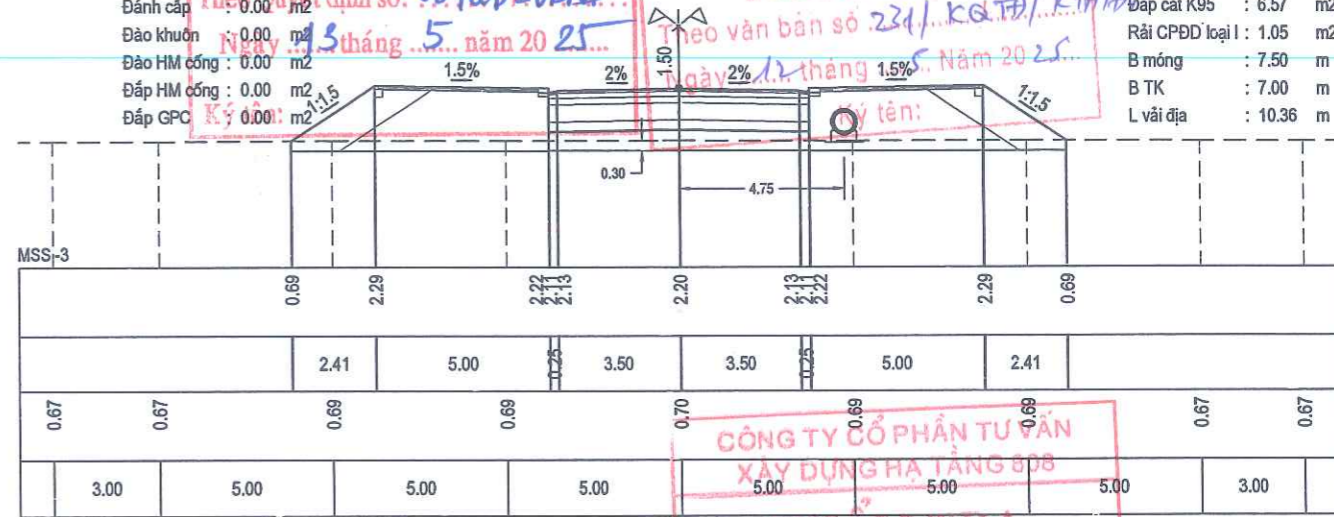 Đánh cấp : 0.00 m2
Đào khuôn : 0.00 m2
Đào HM cống : 0.00 m2
Đắp HM cống : 0.00 m2
Đắp GPC : 0.00 m2
định số:
Ngày 13 tháng 5 năm 2025
Ký tên:
Theo văn bản số 231/ KQTĐ/
Ngày 12 tháng 5 Năm 2025
Ký tên:
Đắp cát K95 : 6.57 m2
Rải CPĐD loại I : 1.05 m2
B móng : 7.50 m
B TK : 7.00 m
L vải địa : 10.36 m
1:1.5 1.5% 2% 1.50 2% 1.5% 1:1.5
0.30
4.75
MSS:-3
0.69 2.29 2.22 2.11 2.13 2.20 2.13 2.11 2.22 2.29 0.69
2.41 5.00 0.25 3.50 3.50 0.25 5.00 2.41
0.67 0.67 0.69 0.69 0.70 0.69 0.69 0.67 0.67
CÔNG TY CỔ PHẦN TƯ VẤN
XÂY DỰNG HẠ TẦNG 808
3.00 5.00 5.00 5.00 5.00 5.00 5.00 3.00